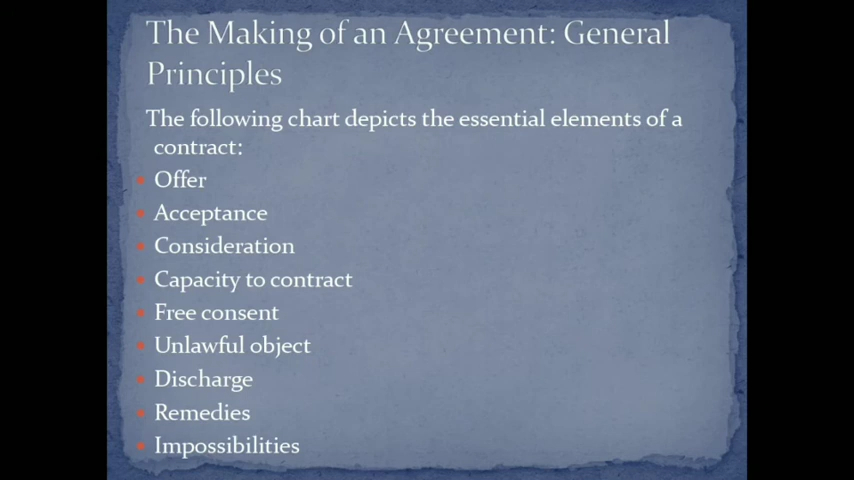 The Making of an Agreement: General
Principles
The following chart depicts the essential elements of a
contract:
Offer
Acceptance
Consideration
Capacity to contract
Free consent
Unlawful object
Discharge
Remedies
Impossibilities